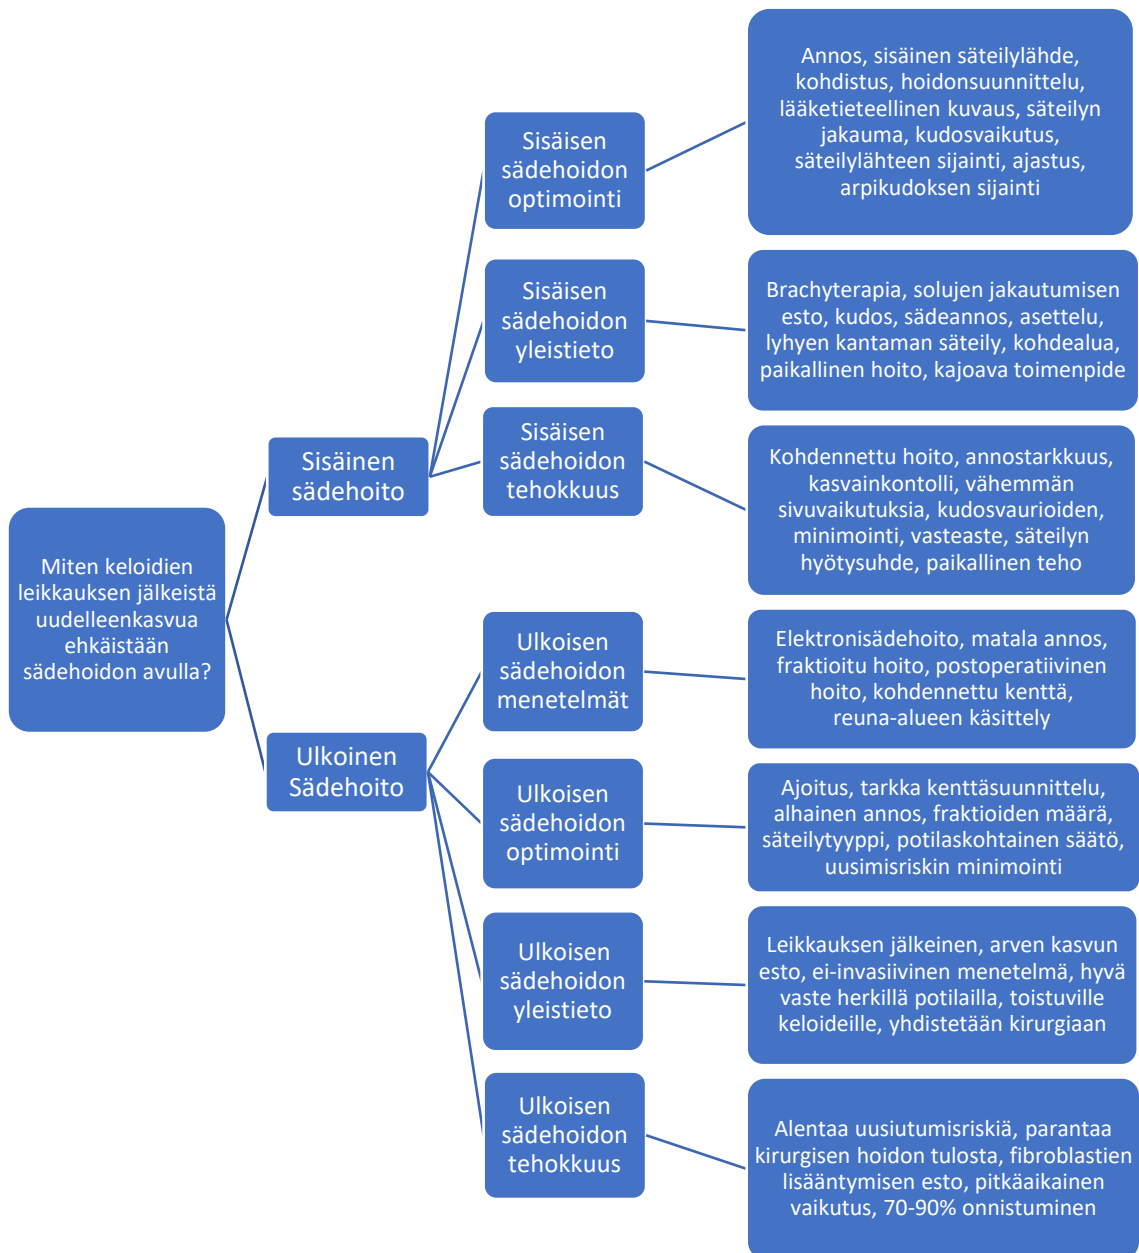 Miten keloidien
leikkauksen jälkeistä
uudelleenkasvua
ehkäistään
sädehoidon avulla?
Sisäinen
sädehoito
Sisäisen
sädehoidon
optimointi
Annos, sisäinen säteilylähde,
kohdistus, hoidonsuunnittelu,
lääketieteellinen kuvaus, säteilyn
jakauma, kudosvaikutus,
säteilylähteen sijainti, ajastus,
arpikudoksen sijainti
Sisäisen
sädehoidon
yleistieto
Brachyterapia, solujen jakautumisen
esto, kudos, sädeannos, asettelu,
lyhyen kantaman säteily, kohdealua,
paikallinen hoito, kajoava toimenpide
Sisäisen
sädehoidon
tehokkuus
Kohdennettu hoito, annostarkkuus,
kasvainkontolli, vähemmän
sivuvaikutuksia, kudosvaurioiden,
minimointi, vasteaste, säteilyn
hyötysuhde, paikallinen teho
Ulkoinen
Sädehoito
Ulkoisen
sädehoidon
menetelmät
Elektronisädehoito, matala annos,
fraktioitu hoito, postoperatiivinen
hoito, kohdennettu kenttä,
reuna-alueen käsittely
Ulkoisen
sädehoidon
optimointi
Ajoitus, tarkka kenttäsuunnittelu,
alhainen annos, fraktioiden määrä,
säteilytyyppi, potilaskohtainen säätö,
uusimisriskin minimointi
Ulkoisen
sädehoidon
yleistieto
Leikkauksen jälkeinen, arven kasvun
esto, ei-invasiivinen menetelmä, hyvä
vaste herkillä potilailla, toistuville
keloideille, yhdistetään kirurgiaan
Ulkoisen
sädehoidon
tehokkuus
Alentaa uusiutumisriskiä, parantaa
kirurgisen hoidon tulosta, fibroblastien
lisääntymisen esto, pitkäaikainen
vaikutus, 70-90% onnistuminen